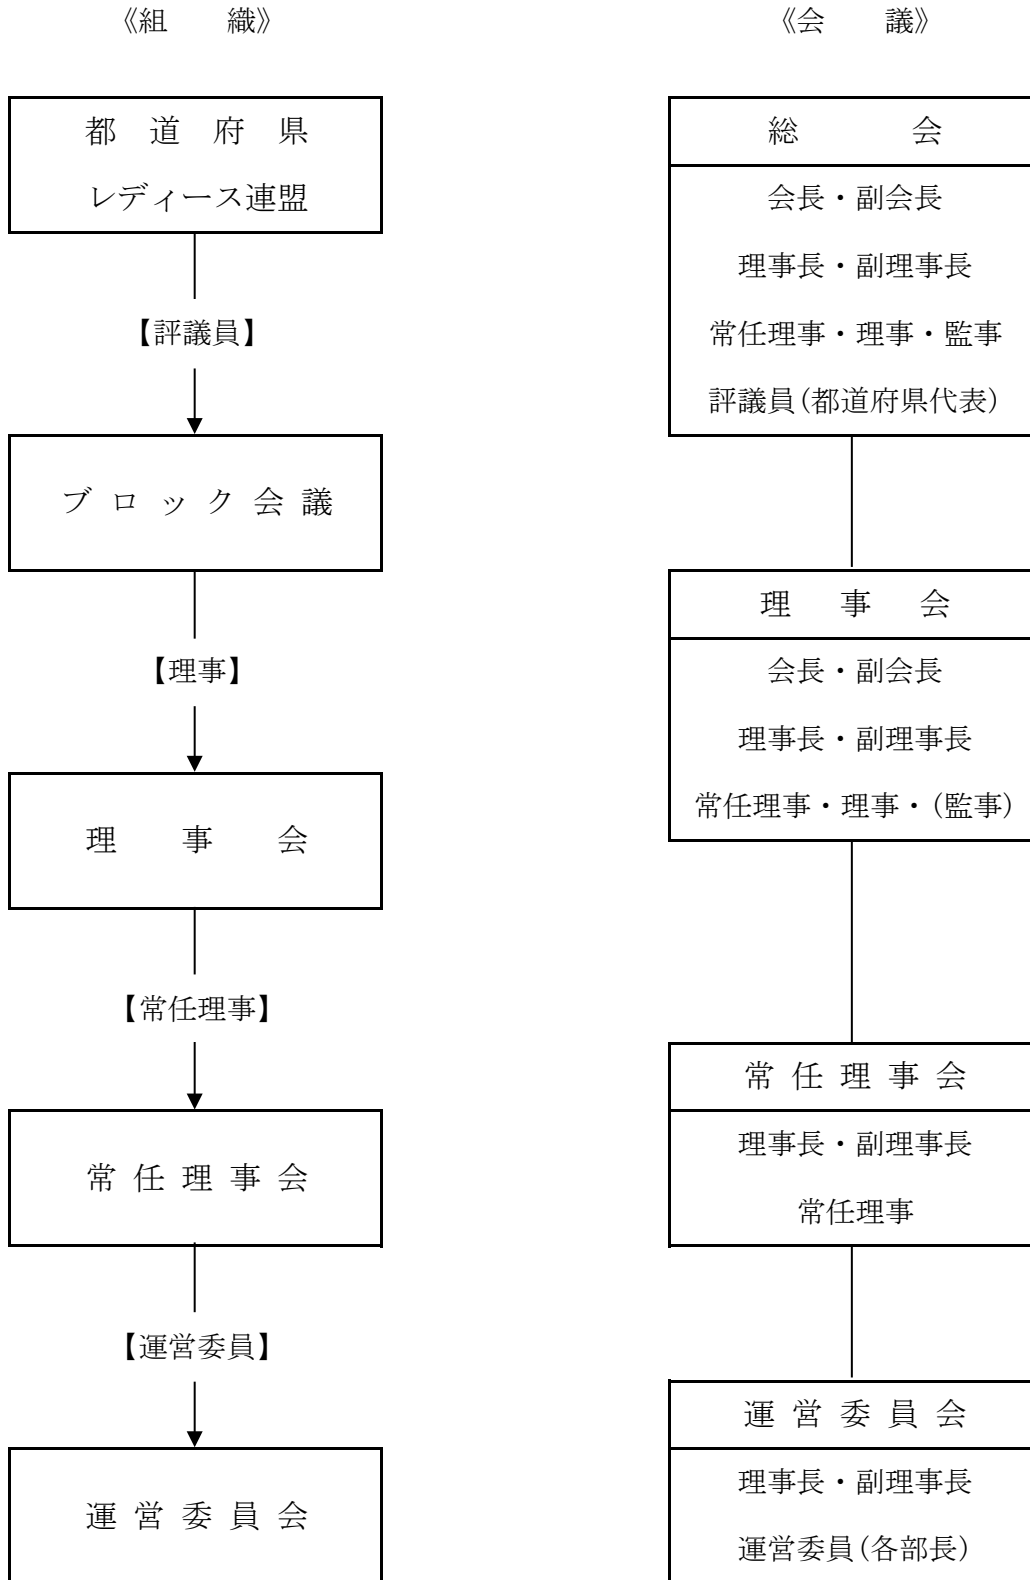 《組　　織》
都　道　府　県
レディース連盟
【評議員】
ブ ロ ッ ク 会 議
【理事】
理　　事　　会
【常任理事】
常 任 理 事 会
【運営委員】
運 営 委 員 会
《会　　議》
総　　　会
会長・副会長
理事長・副理事長
常任理事・理事・監事
評議員(都道府県代表)
理　事　会
会長・副会長
理事長・副理事長
常任理事・理事・(監事)
常 任 理 事 会
理事長・副理事長
常任理事
運 営 委 員 会
理事長・副理事長
運営委員(各部長)